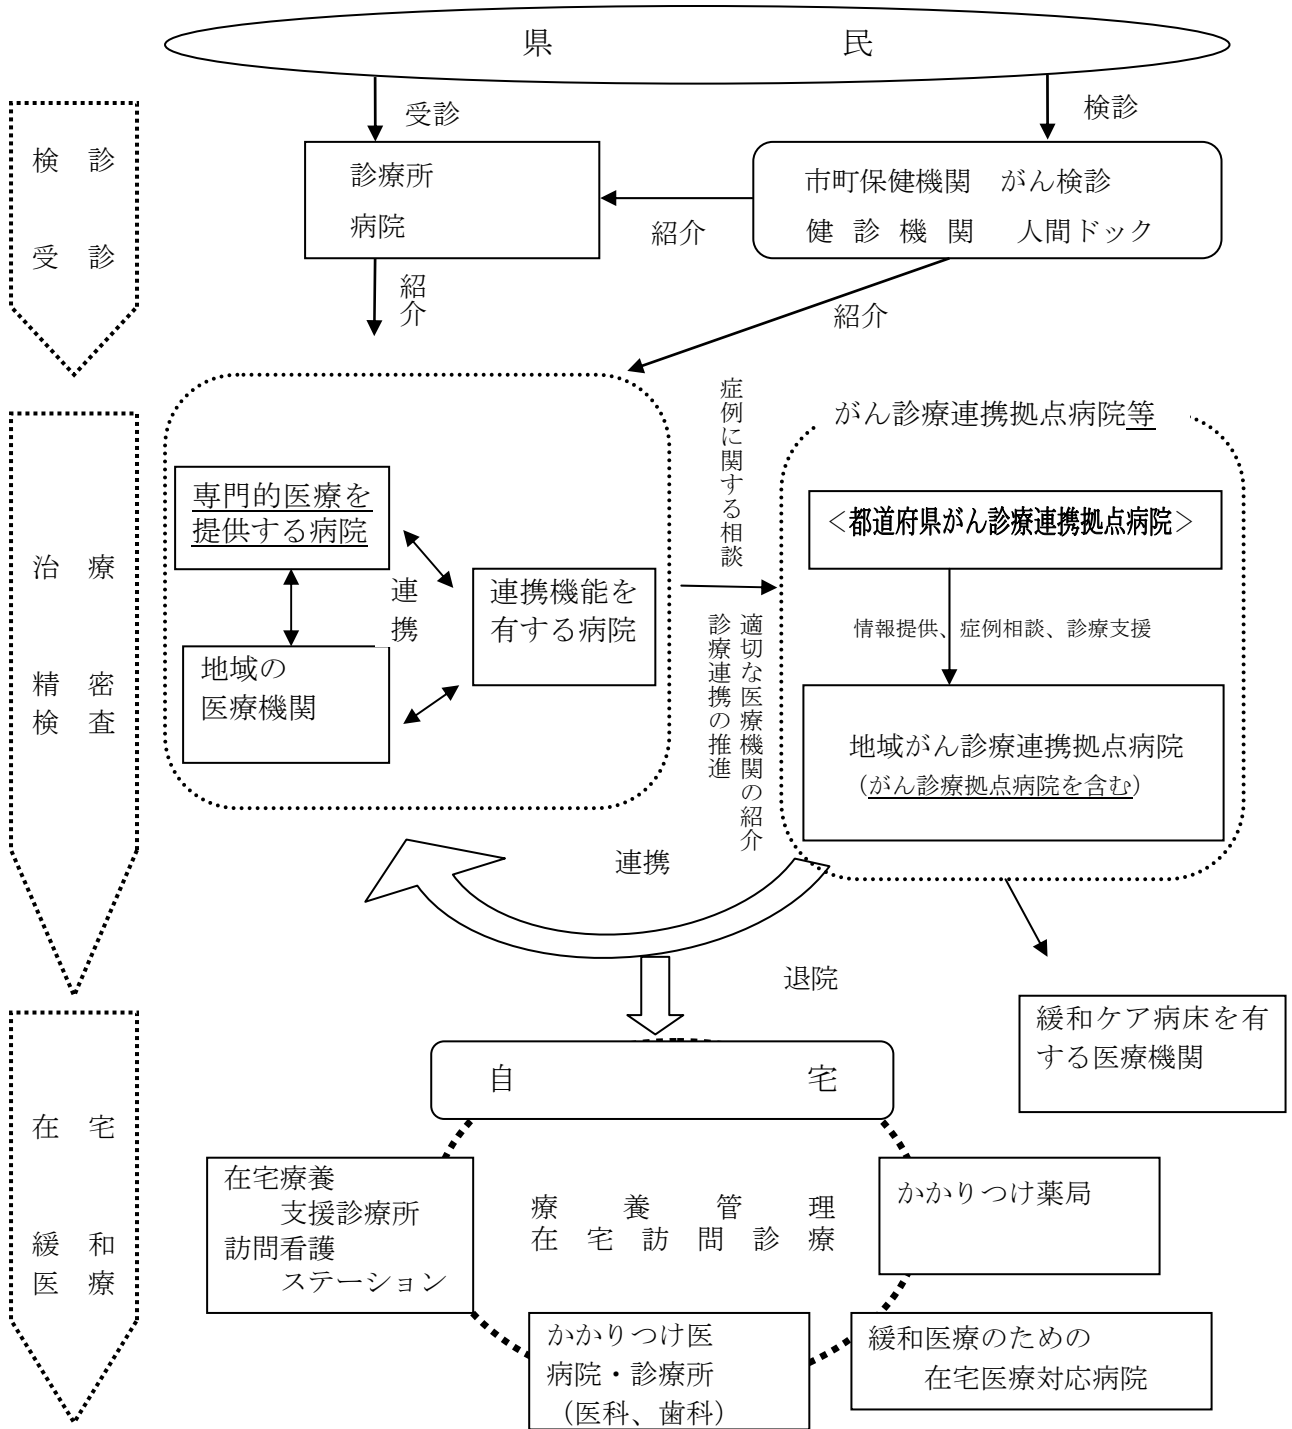 県 民
受診
検診
検 診
受 診
診療所
病院
市町保健機関 がん検診
健 診 機 関 人間ドック
紹介
紹介
紹介
治 療
精 密
検 査
専門的医療を
提供する病院
連携
連携機能を
有する病院
地域の
医療機関
症例に関する相談
適切な医療機関の紹介
診療連携の推進
がん診療連携拠点病院等
<都道府県がん診療連携拠点病院>
情報提供、症例相談、診療支援
地域がん診療連携拠点病院
(がん診療拠点病院を含む)
連携
退院
緩和ケア病床を有
する医療機関
在 宅
緩 和
医 療
自 宅
在宅療養
支援診療所
訪問看護
ステーション
療 養 管 理
在 宅 訪 問 診 療
かかりつけ薬局
かかりつけ医
病院・診療所
(医科、歯科)
緩和医療のための
在宅医療対応病院